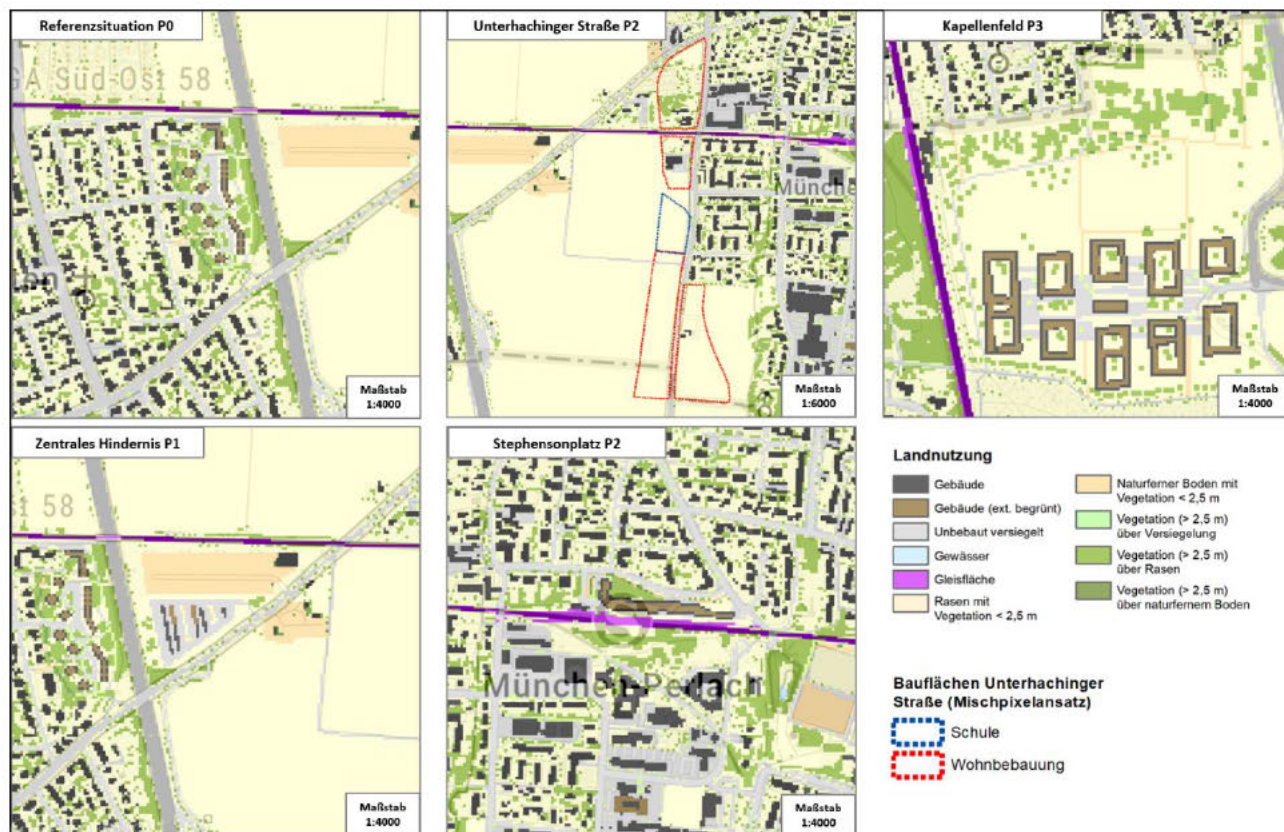 Referenzsituation P0
GA Süd-Ost 58
Maßstab
1:4000
Unterhachinger Straße P2
Münche
Maßstab
1:6000
Kapellenfeld P3
Maßstab
1:4000
Zentrales Hindernis P1
st 58
Maßstab
1:4000
Stephensonplatz P2
S
München-Perlach
Maßstab
1:4000
Landnutzung
Gebäude
Gebäude (ext. begrünt)
Unbebaut versiegelt
Gewässer
Gleisfläche
Rasen mit
Vegetation < 2,5 m
Naturferner Boden mit
Vegetation < 2,5 m
Vegetation (> 2,5 m)
über Versiegelung
Vegetation (> 2,5 m)
über Rasen
Vegetation (> 2,5 m)
über naturfernem Boden
Bauflächen Unterhachinger
Straße (Mischpixelansatz)
Schule
Wohnbebauung